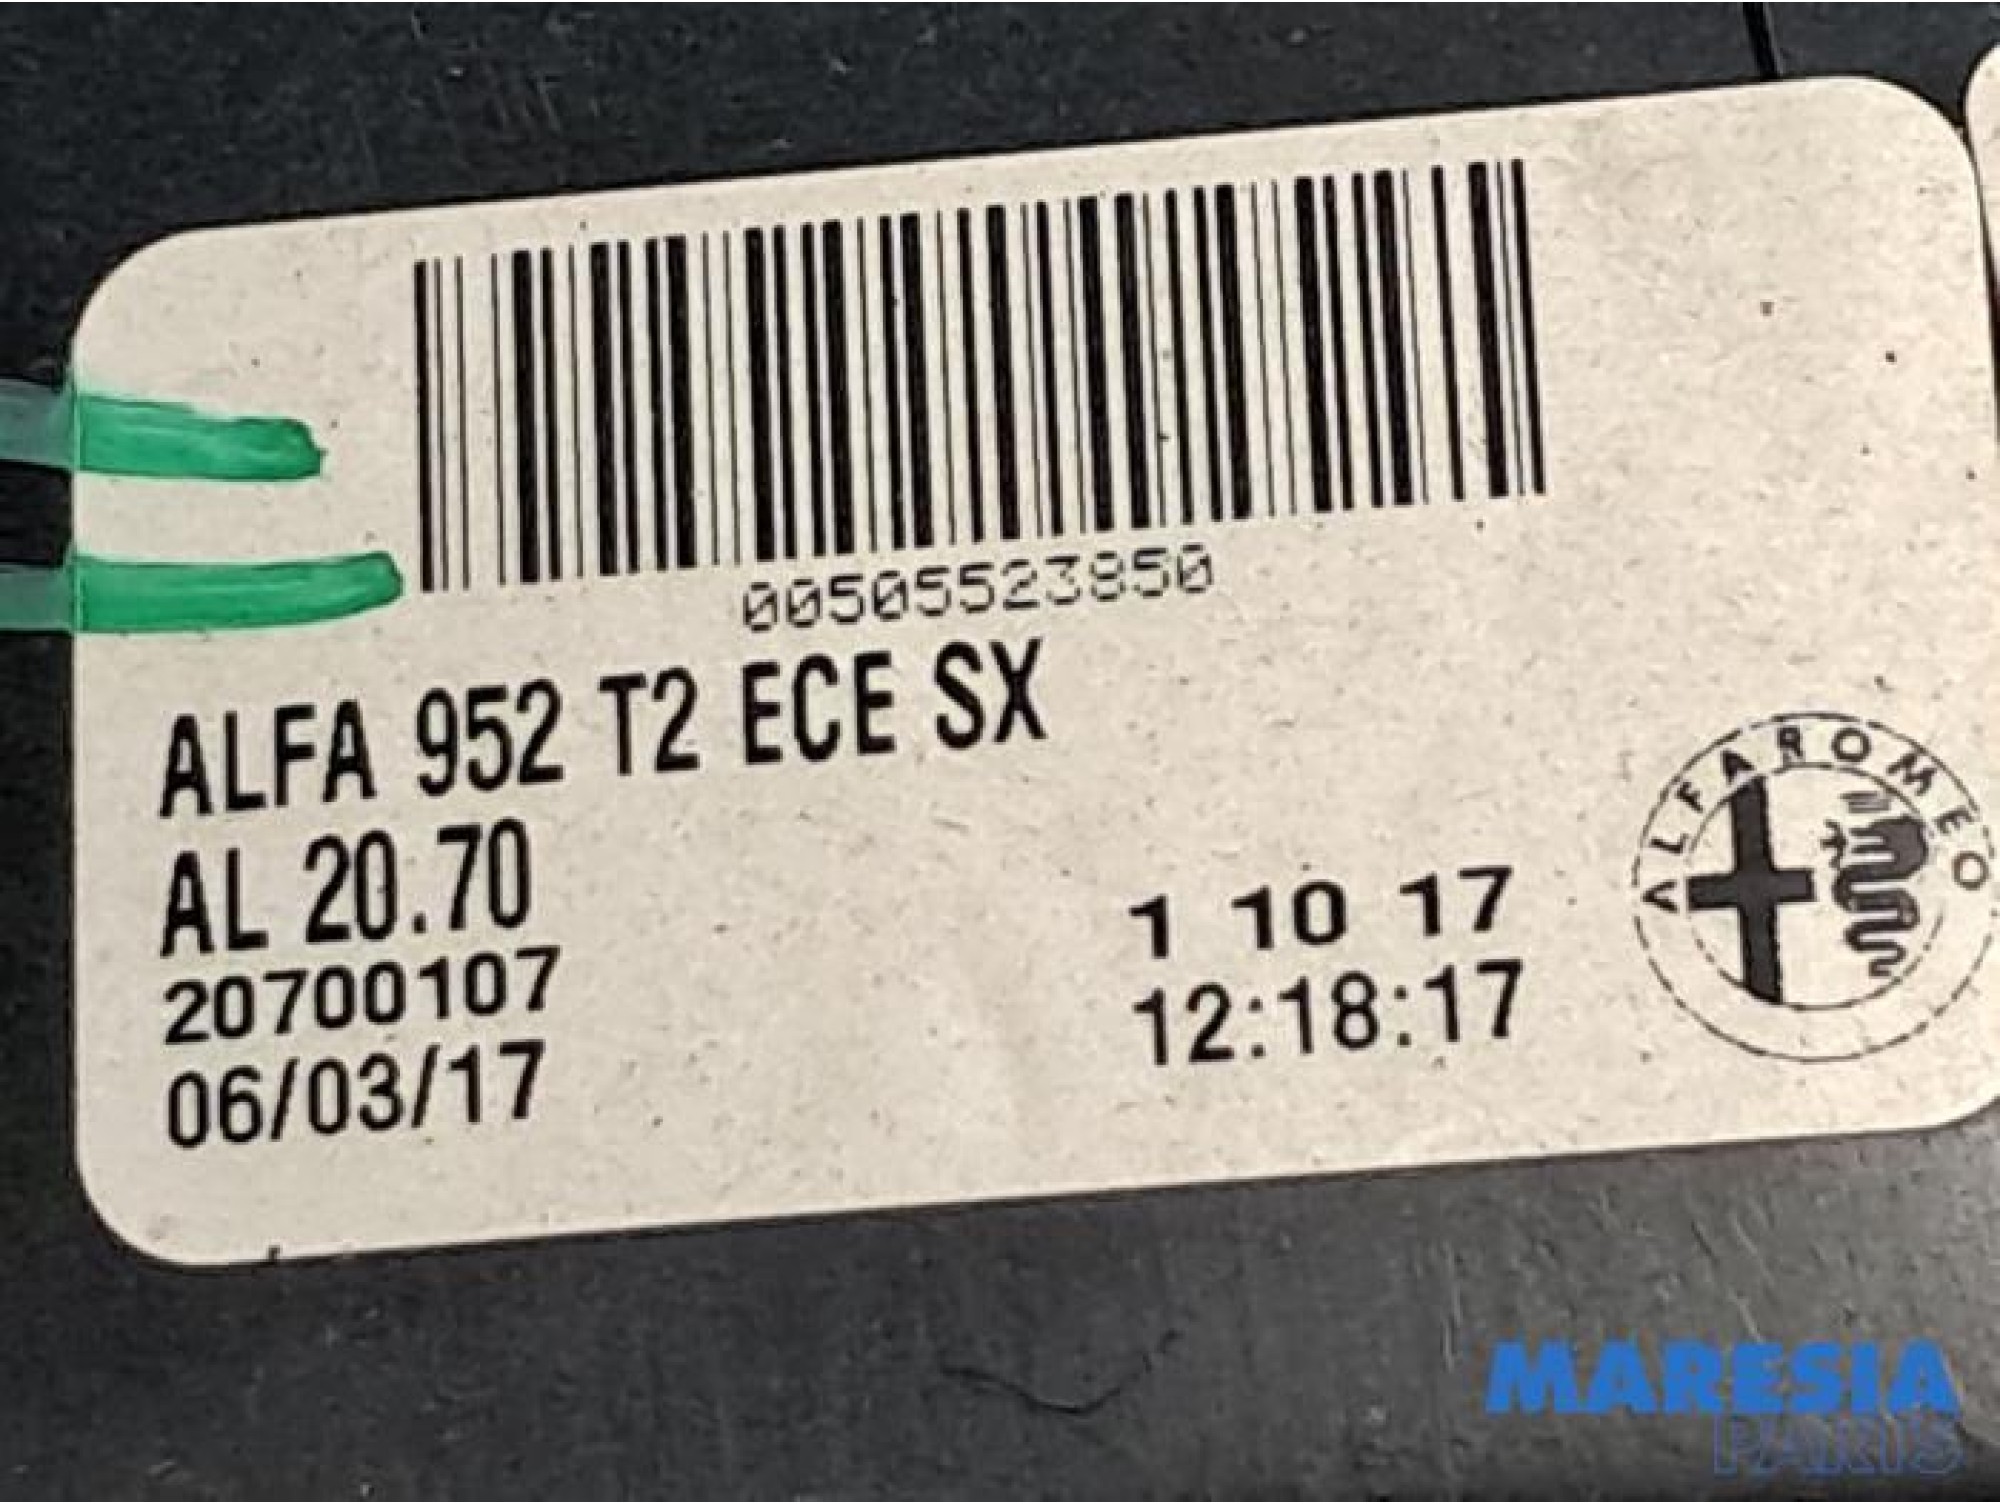 00505523850
ALFA 952 T2 ECE SX
AL 20.70
20700107
06/03/17
1 10 17
12:18:17
ALFA ROMEO
MARESIA
PARTS